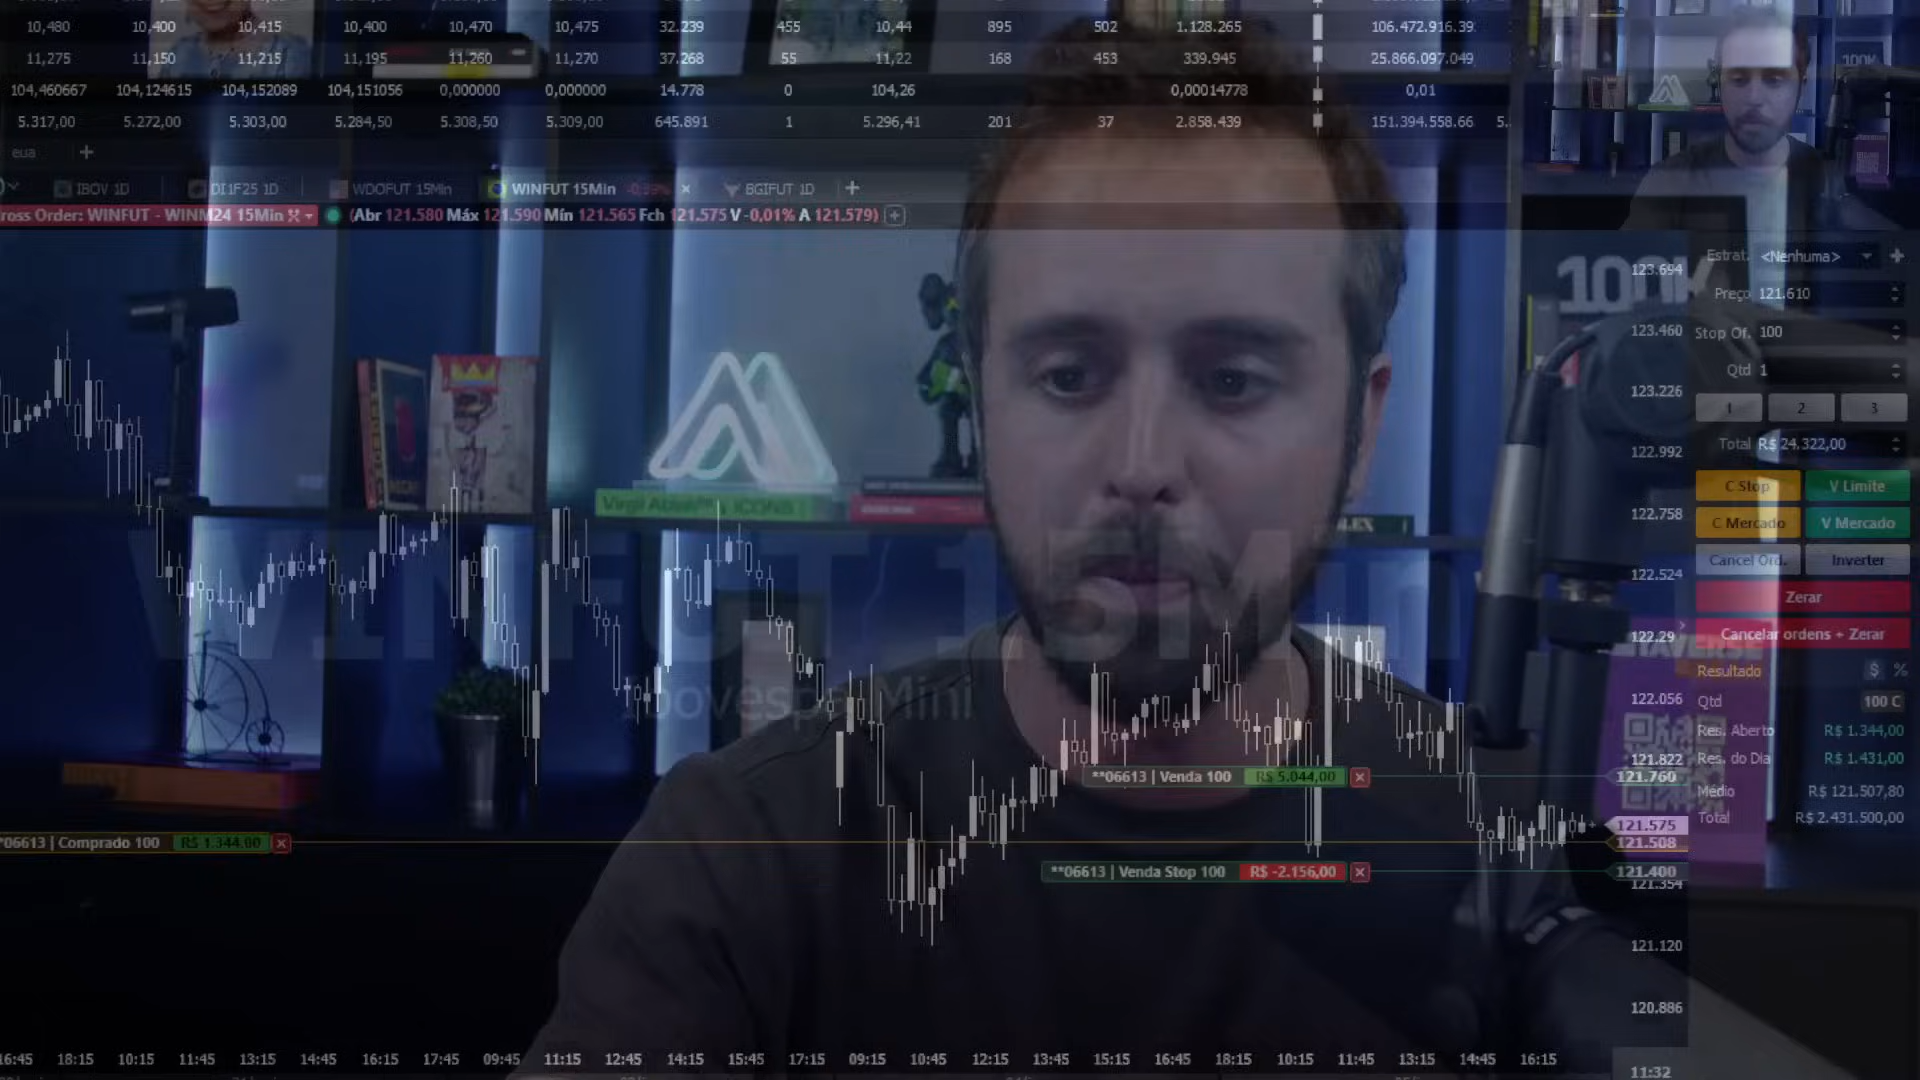 10,480 10,400 10,415 10,400 10,470 10,475 32.239 455 10,44 895 502 1.128.265 106.472.916.39
11,275 11,150 11,215 11,195 11,260 11,270 37.268 55 11,22 168 453 339.945 25.866.097.049
104,460667 104,124615 104,152089 104,151056 0,000000 0,000000 14.778 0 104,26 0,00014778 0,01
5.317,00 5.272,00 5.303,00 5.284,50 5.308,50 5.309,00 645.891 1 5.296,41 201 37 2.858.439 151.394.558.66 5.
eua +
IBOV 1D DI1F25 1D WDOFUT 15Min WINFUT 15Min -0,39% × BGIFUT 1D +
ross Order: WINFUT - WINM24 15Min (Abr 121.580 Máx 121.590 Mín 121.565 Fch 121.575 V -0,01% A 121.579)
100K
100K
Virgil Abloh ICONS
WINFUT 15Min
Ibovespa Mini
Estrat. <Nenhuma>
Preço 121.610
Stop Of. 100
Qtd 1
1 2 3
Total R$ 24.322,00
C Stop V Limite
C Mercado V Mercado
Cancel Ord. Inverter
Zerar
Cancelar ordens + Zerar
Resultado $ %
Qtd 100 C
Res. Aberto R$ 1.344,00
Res. do Dia R$ 1.431,00
Médio R$ 121.507,80
Total R$ 2.431.500,00
123.694
123.460
123.226
122.992
122.758
122.524
122.29
122.056
121.822
121.760
121.575
121.508
121.400
121.354
121.120
120.886
**06613 | Venda 100 R$ 5.044,00 ×
*06613 | Comprado 100 R$ 1.344,00 ×
**06613 | Venda Stop 100 R$ -2.156,00 ×
16:45 18:15 10:15 11:45 13:15 14:45 16:15 17:45 09:45 11:15 12:45 14:15 15:45 17:15 09:15 10:45 12:15 13:45 15:15 16:45 18:15 10:15 11:45 13:15 14:45 16:15
11:32